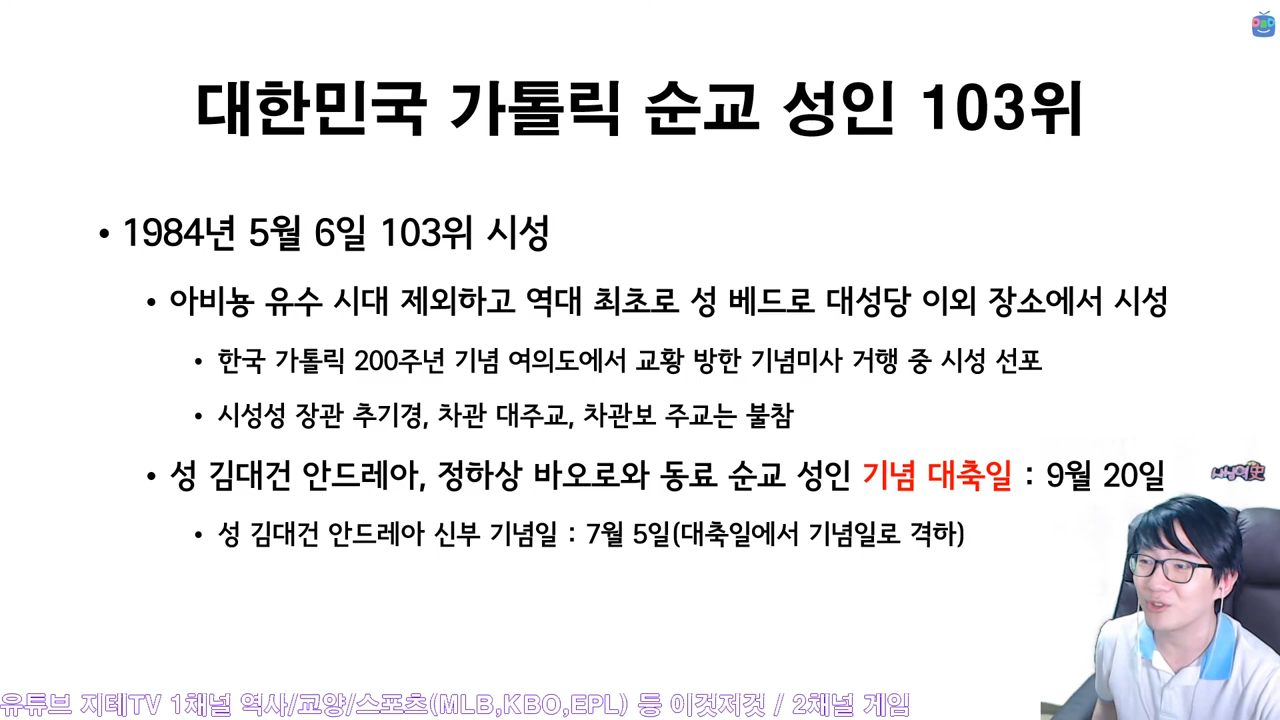 대한민국 가톨릭 순교 성인 103위
• 1984년 5월 6일 103위 시성
• 아비뇽 유수 시대 제외하고 역대 최초로 성 베드로 대성당 이외 장소에서 시성
• 한국 가톨릭 200주년 기념 여의도에서 교황 방한 기념미사 거행 중 시성 선포
• 시성성 장관 추기경, 차관 대주교, 차관보 주교는 불참
• 성 김대건 안드레아, 정하상 바오로와 동료 순교 성인 기념 대축일 : 9월 20일
• 성 김대건 안드레아 신부 기념일 : 7월 5일(대축일에서 기념일로 격하)
유튜브 지테TV 1채널 역사/교양/스포츠(MLB,KBO,EPL) 등 이것저것 / 2채널 게임